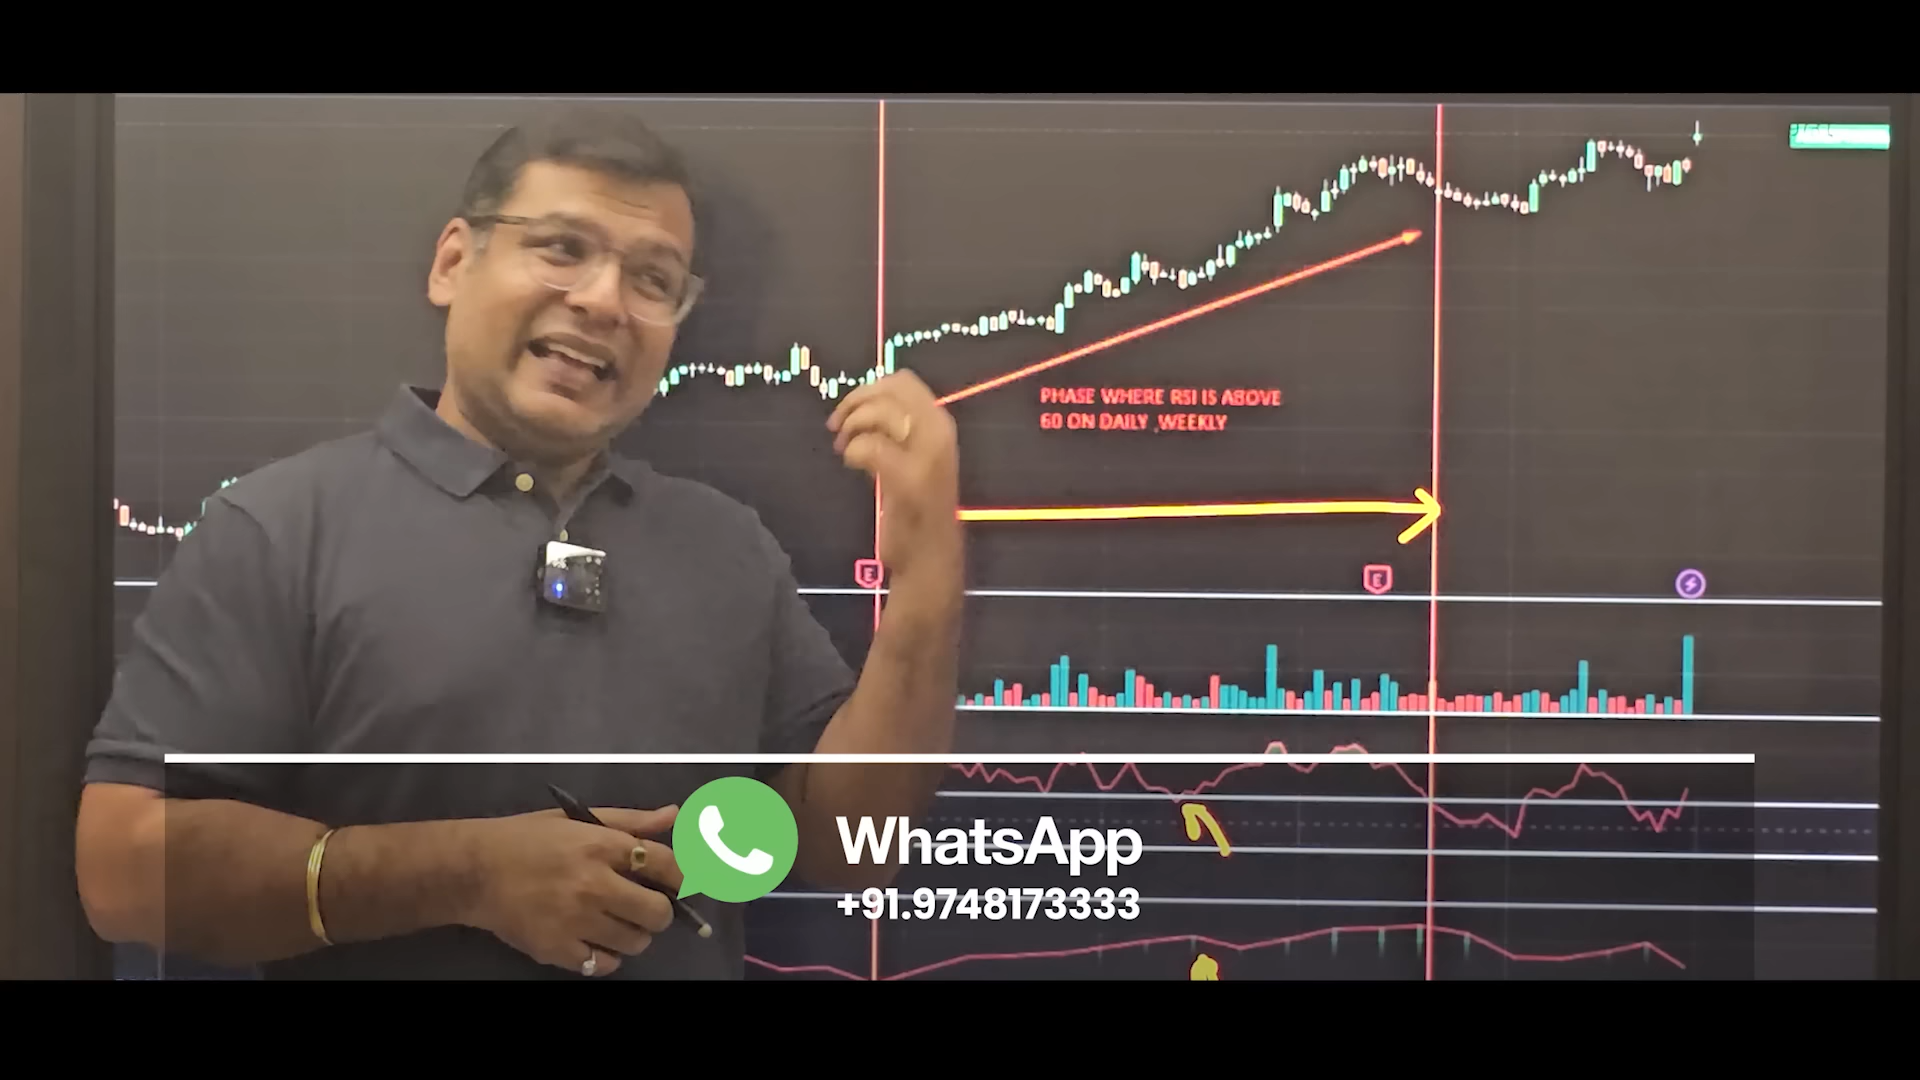 PHASE WHERE RSI IS ABOVE
60 ON DAILY ,WEEKLY
E
E
WhatsApp
+91.9748173333